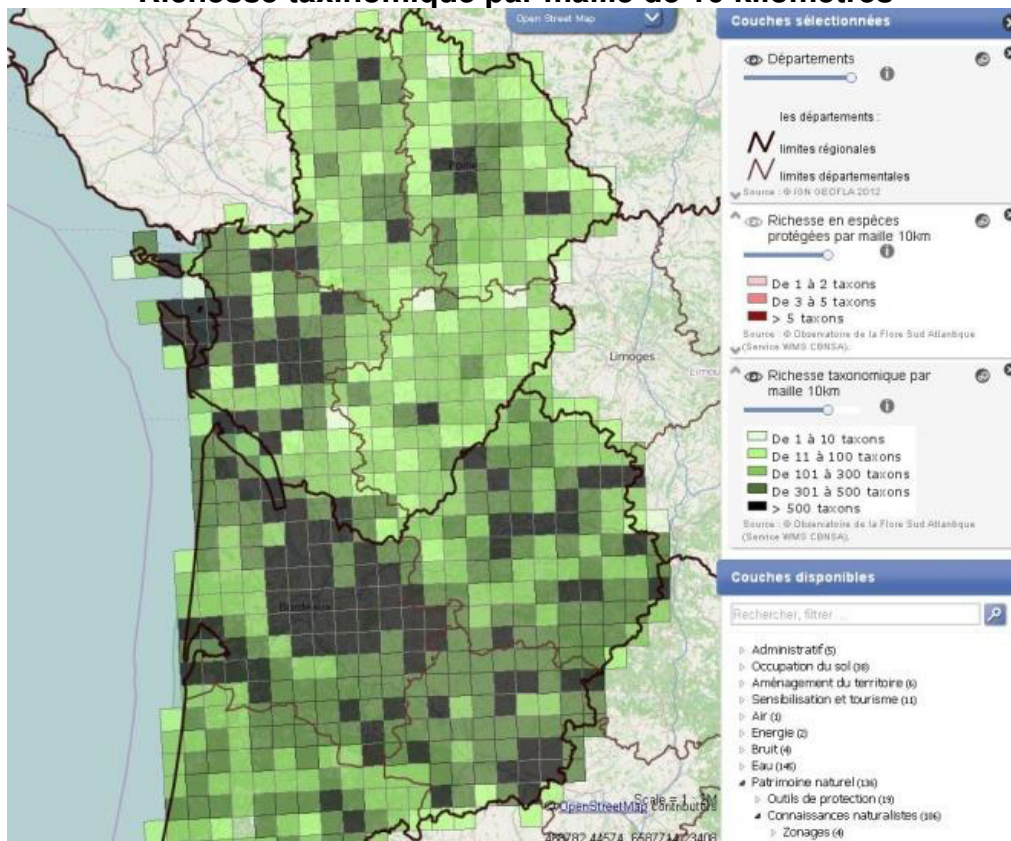 Richesse taxinomique par maille de 10 kilomètres
Open Street Map
Limoges
Bordeaux
OpenStreetMap contributors
Couches sélectionnées
Départements
les départements :
limites régionales
limites départementales
Source : © IGN GEOFLA 2012
Richesse en espèces
protégées par maille 10km
De 1 à 2 taxons
De 3 à 5 taxons
> 5 taxons
Source : © Observatoire de la Flore Sud Atlantique
(Service WMS CBNSA).
Richesse taxonomique par
maille 10km
De 1 à 10 taxons
De 11 à 100 taxons
De 101 à 300 taxons
De 301 à 500 taxons
> 500 taxons
Source : © Observatoire de la Flore Sud Atlantique
(Service WMS CBNSA).
Couches disponibles
Rechercher, filtrer ...
Administratif (5)
Occupation du sol
Aménagement du territoire (6)
Sensibilisation et tourisme (11)
Air (1)
Energie (2)
Bruit (4)
Eau
Patrimoine naturel (136)
Outils de protection (19)
Connaissances naturalistes (106)
Zonages (4)